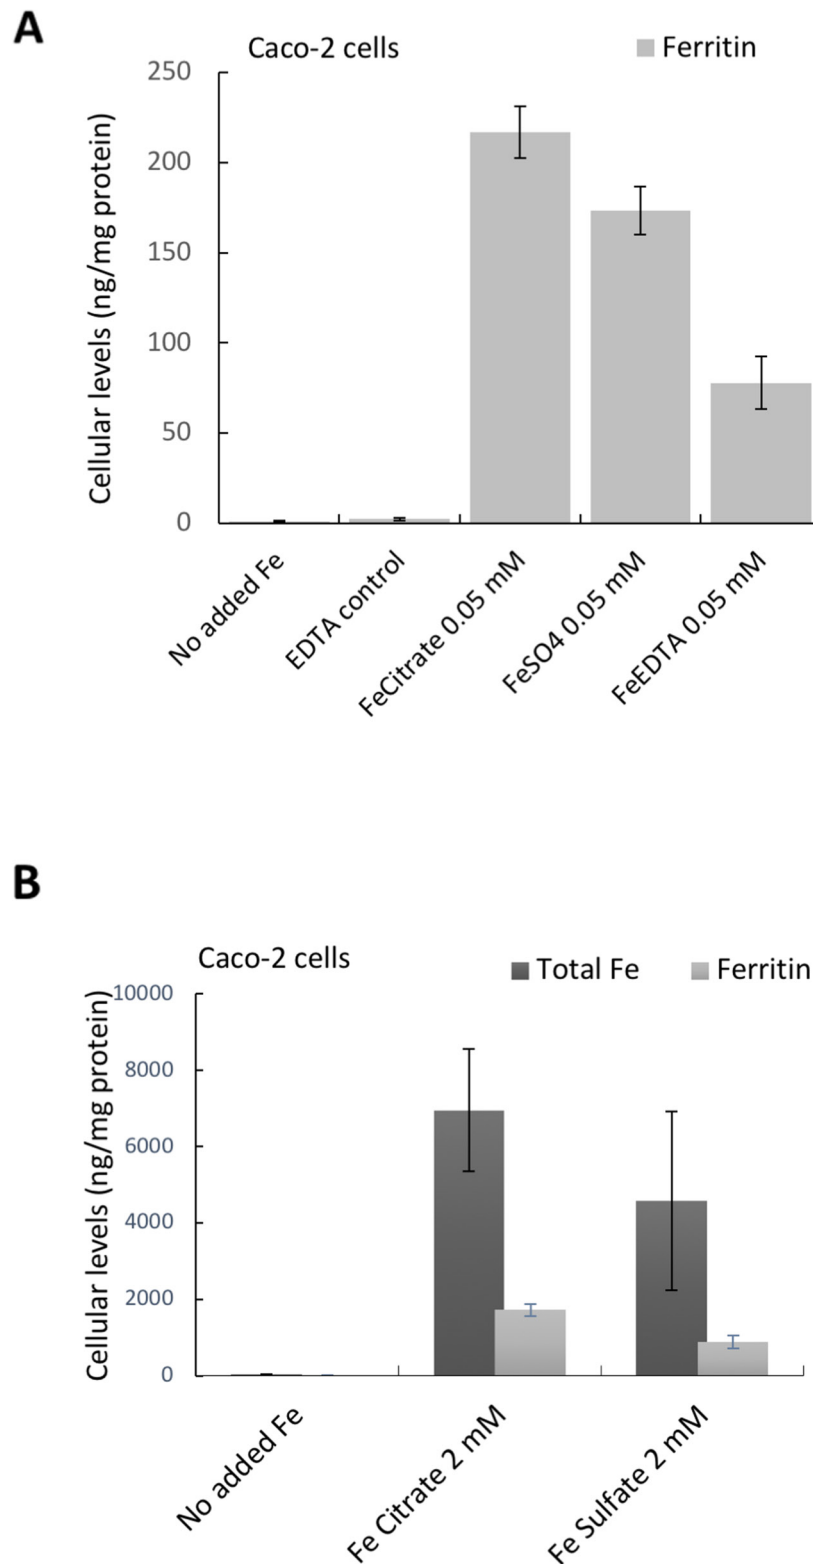 A
Caco-2 cells
Ferritin
Cellular levels (ng/mg protein)
250
200
150
100
50
0
No added Fe
EDTA control
FeCitrate 0.05 mM
FeSO4 0.05 mM
FeEDTA 0.05 mM
B
Caco-2 cells
Total Fe
Ferritin
Cellular levels (ng/mg protein)
10000
8000
6000
4000
2000
0
No added Fe
Fe Citrate 2 mM
Fe Sulfate 2 mM